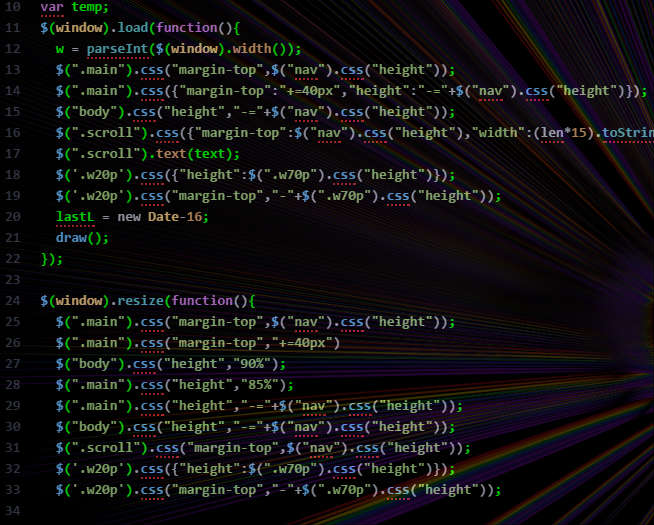 10 var temp;
11 $(window).load(function(){
12 w = parseInt($(window).width());
13 $(".main").css("margin-top",$("nav").css("height"));
14 $(".main").css({"margin-top":"+=40px","height":"-="+$("nav").css("height")});
15 $("body").css("height","-="+$("nav").css("height"));
16 $(".scroll").css({"margin-top":$("nav").css("height"),"width":(len*15).toStrin
17 $(".scroll").text(text);
18 $('.w20p').css({"height":$(".w70p").css("height")});
19 $('.w20p').css("margin-top","-"+$(".w70p").css("height"));
20 lastL = new Date-16;
21 draw();
22 });
23
24 $(window).resize(function(){
25 $(".main").css("margin-top",$("nav").css("height"));
26 $(".main").css("margin-top","+=40px")
27 $("body").css("height","90%");
28 $(".main").css("height","85%");
29 $(".main").css("height","-="+$("nav").css("height"));
30 $("body").css("height","-="+$("nav").css("height"));
31 $(".scroll").css("margin-top",$("nav").css("height"));
32 $('.w20p').css({"height":$(".w70p").css("height")});
33 $('.w20p').css("margin-top","-"+$(".w70p").css("height"));
34